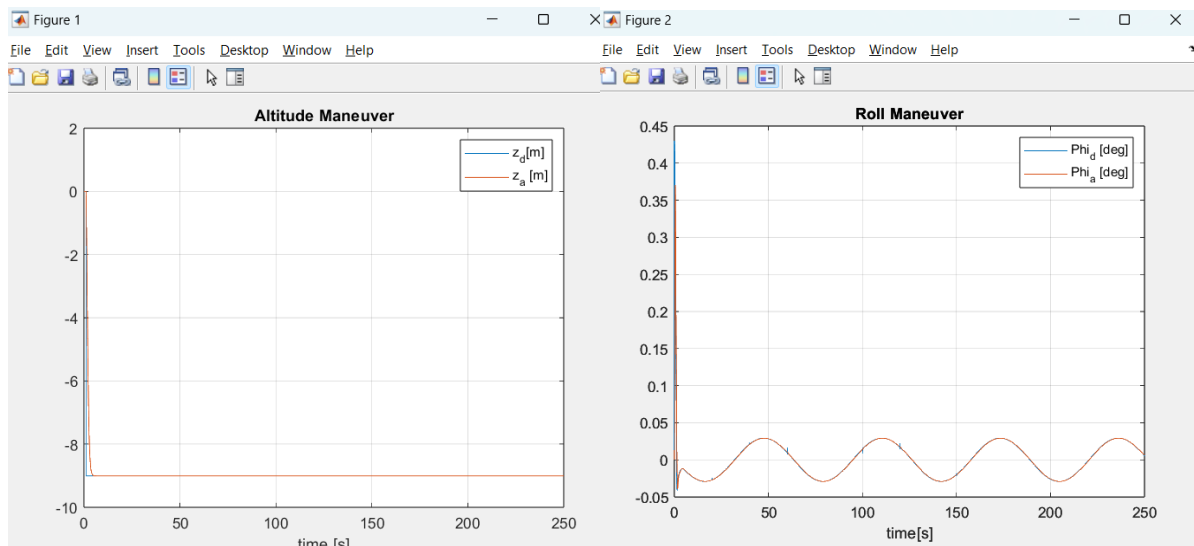 Figure 1
File Edit View Insert Tools Desktop Window Help
Altitude Maneuver
2
0
-2
-4
-6
-8
-10
z_d[m]
z_a [m]
0 50 100 150 200 250
time [s]
Figure 2
File Edit View Insert Tools Desktop Window Help
Roll Maneuver
0.45
0.4
0.35
0.3
0.25
0.2
0.15
0.1
0.05
0
-0.05
Phi_d [deg]
Phi_a [deg]
0 50 100 150 200 250
time[s]